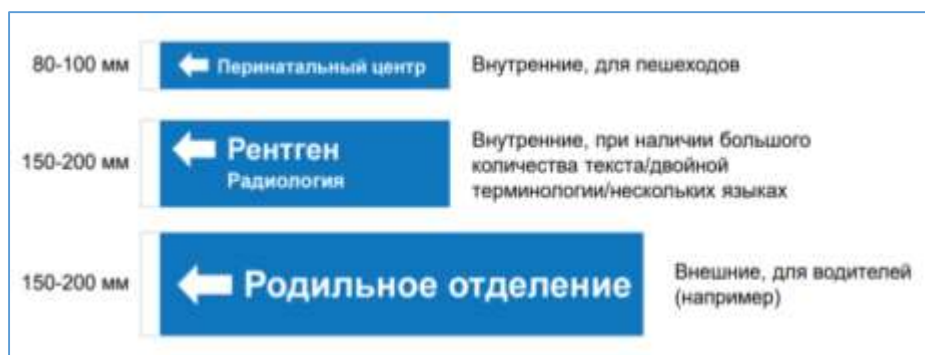 80-100 мм
Перинатальный центр
Внутренние, для пешеходов
150-200 мм
Рентген
Радиология
Внутренние, при наличии большого
количества текста/двойной
терминологии/нескольких языках
150-200 мм
Родильное отделение
Внешние, для водителей
(например)